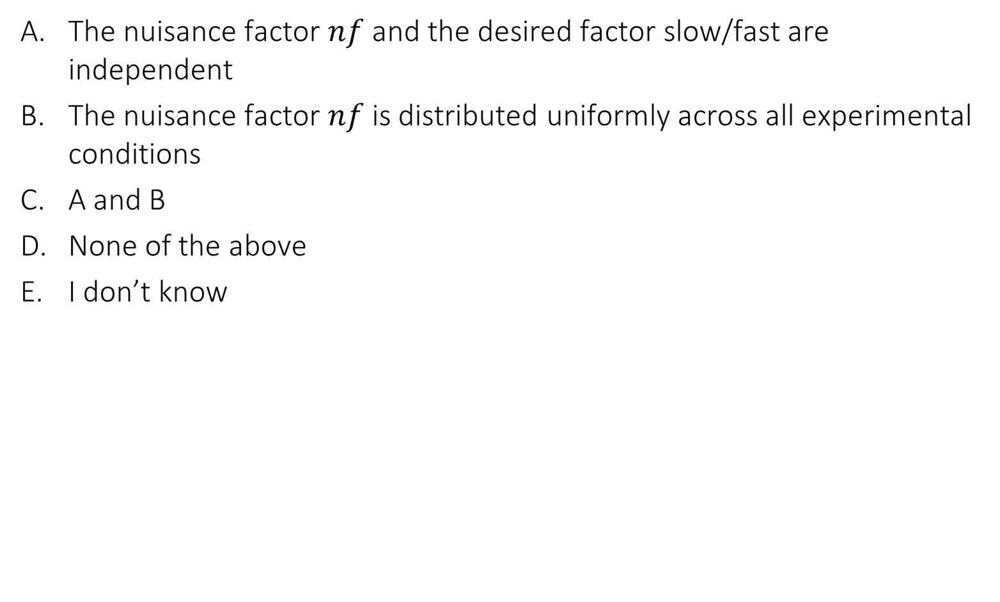 A. The nuisance factor nf and the desired factor slow/fast are
independent
B. The nuisance factor nf is distributed uniformly across all experimental
conditions
C. A and B
D. None of the above
E. I don’t know